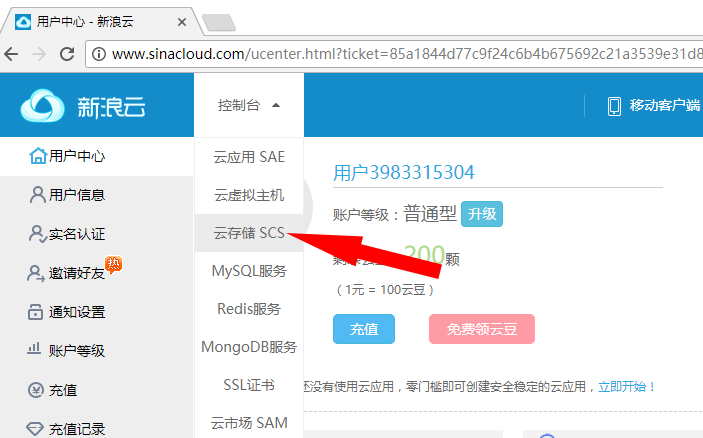 用户中心 - 新浪云
www.sinacloud.com/ucenter.html?ticket=85a1844d77c9f24c6b4b675692c21a3539e31d8
新浪云
控制台
移动客户端
用户中心
用户信息
实名认证
邀请好友
热
通知设置
账户等级
充值
充值记录
云应用 SAE
云虚拟主机
云存储 SCS
MySQL服务
Redis服务
MongoDB服务
SSL证书
云市场 SAM
用户3983315304
账户等级：普通型 升级
200颗
（1元 = 100云豆）
充值 免费领云豆
还没有使用云应用，零门槛即可创建安全稳定的云应用，立即开始！